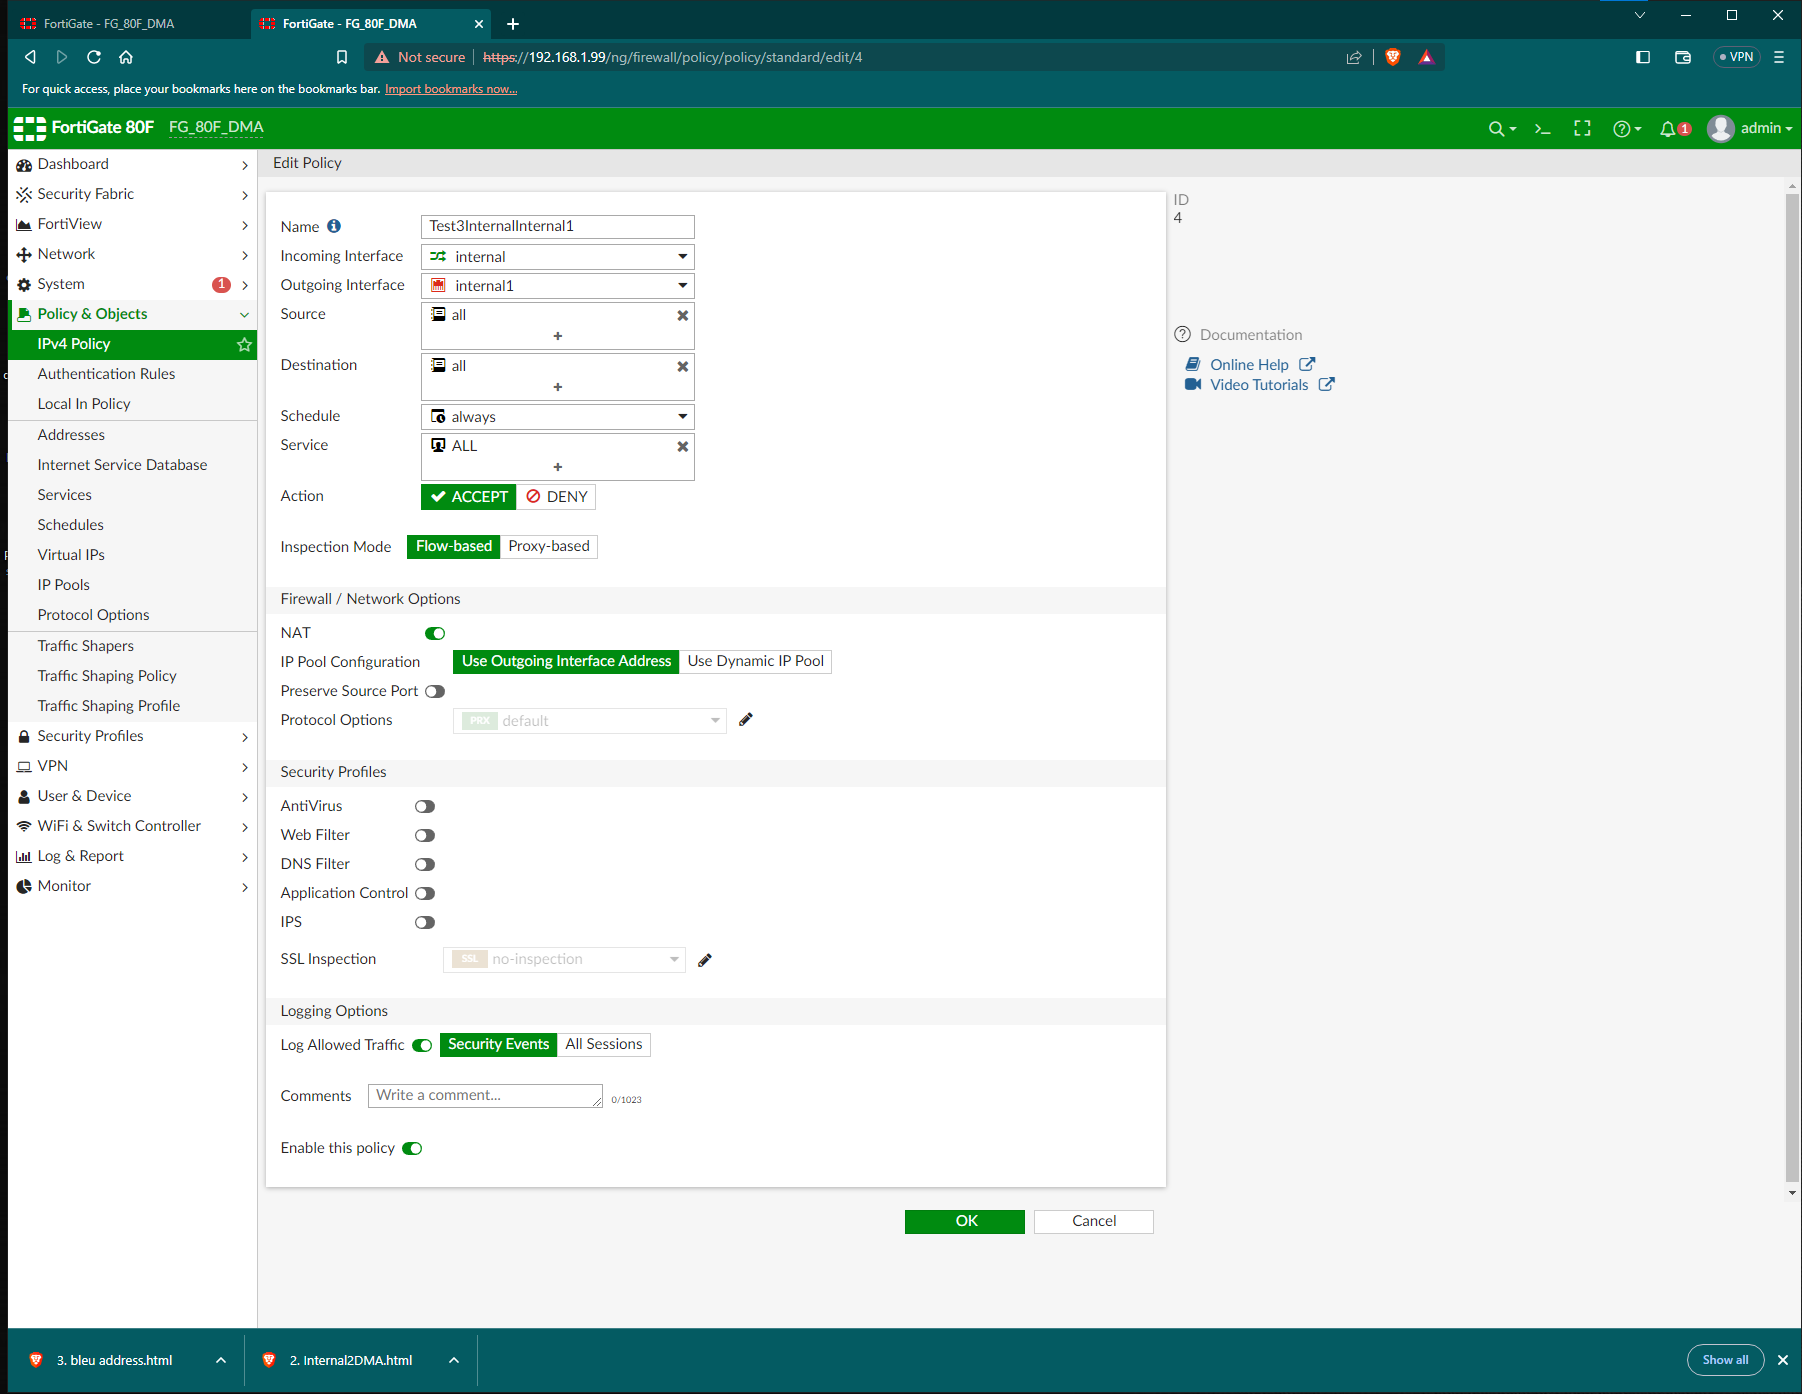 FortiGate - FG_80F_DMA
FortiGate - FG_80F_DMA
Not secure https://192.168.1.99/ng/firewall/policy/policy/standard/edit/4
VPN
For quick access, place your bookmarks here on the bookmarks bar. Import bookmarks now...
FortiGate 80F FG_80F_DMA
1 admin
Dashboard
Security Fabric
FortiView
Network
System 1
Policy & Objects
IPv4 Policy
Authentication Rules
Local In Policy
Addresses
Internet Service Database
Services
Schedules
Virtual IPs
IP Pools
Protocol Options
Traffic Shapers
Traffic Shaping Policy
Traffic Shaping Profile
Security Profiles
VPN
User & Device
WiFi & Switch Controller
Log & Report
Monitor
Edit Policy
Name Test3InternalInternal1
Incoming Interface internal
Outgoing Interface internal1
Source all
+
Destination all
+
Schedule always
Service ALL
+
Action ACCEPT DENY
Inspection Mode Flow-based Proxy-based
Firewall / Network Options
NAT
IP Pool Configuration Use Outgoing Interface Address Use Dynamic IP Pool
Preserve Source Port
Protocol Options PRX default
Security Profiles
AntiVirus
Web Filter
DNS Filter
Application Control
IPS
SSL Inspection SSL no-inspection
Logging Options
Log Allowed Traffic Security Events All Sessions
Comments Write a comment... 0/1023
Enable this policy
OK Cancel
ID
4
Documentation
Online Help
Video Tutorials
3. bleu address.html
2. Internal2DMA.html
Show all